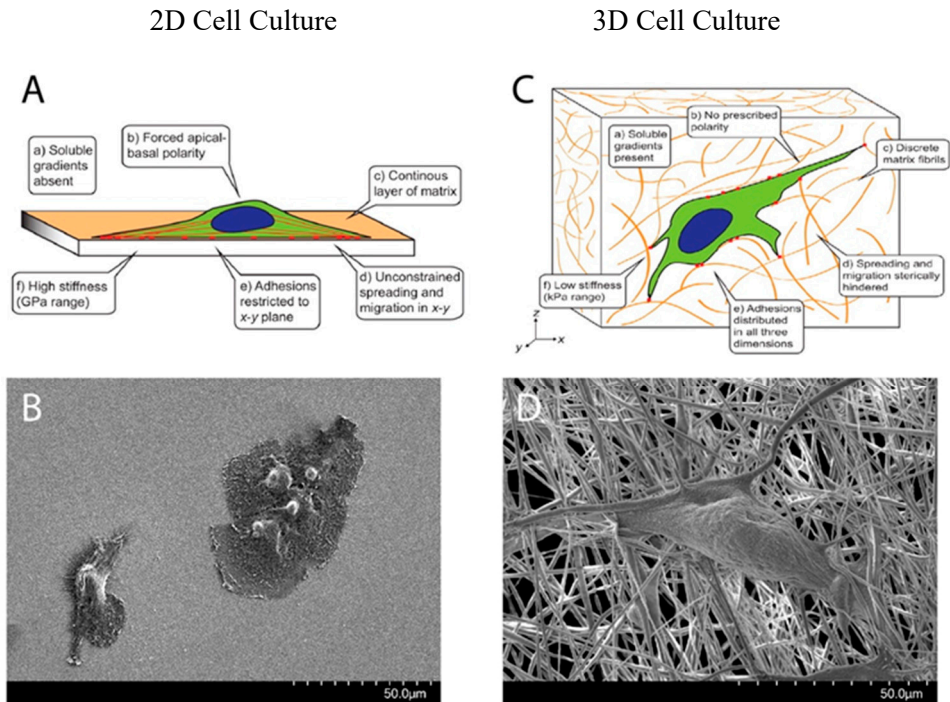 2D Cell Culture
3D Cell Culture
A
a) Soluble
gradients
absent
b) Forced apical-
basal polarity
c) Continous
layer of matrix
f) High stiffness
(GPa range)
e) Adhesions
restricted to
x-y plane
d) Unconstrained
spreading and
migration in x-y
C
a) Soluble
gradients
present
b) No prescribed
polarity
c) Discrete
matrix fibrils
d) Spreading and
migration sterically
hindered
f) Low stiffness
(kPa range)
e) Adhesions
distributed
in all three
dimensions
z
y
x
B
50.0µm
D
50.0µm